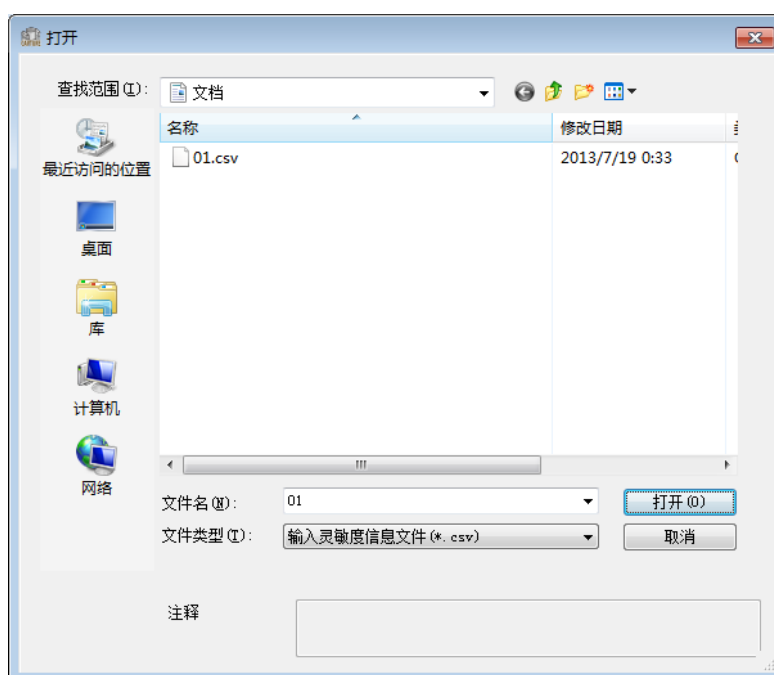 打开
查找范围(I):
文档
名称
修改日期
01.csv
2013/7/19 0:33
最近访问的位置
桌面
库
计算机
网络
文件名(N):
01
打开(O)
文件类型(T):
输入灵敏度信息文件(*.csv)
取消
注释